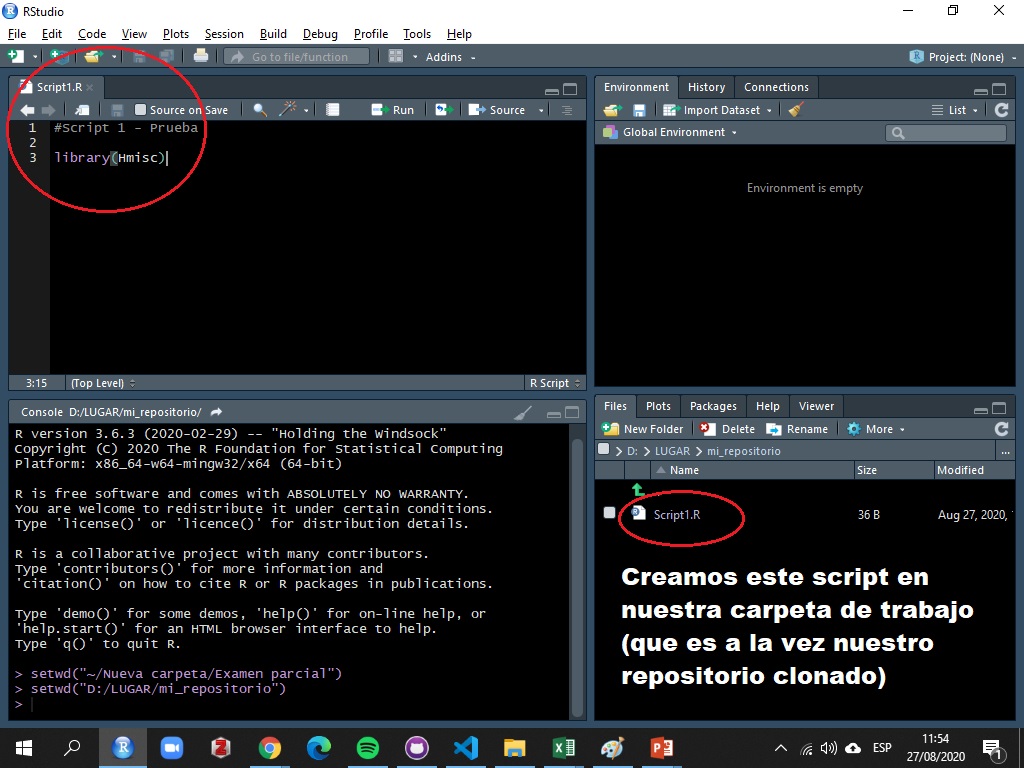 RStudio
File Edit Code View Plots Session Build Debug Profile Tools Help
Go to file/function Addins Project: (None)
Script1.R
Source on Save Run Source
1 #Script 1 - Prueba
2
3 library(Hmisc)
3:15 (Top Level) R Script
Console D:/LUGAR/mi_repositorio/
R version 3.6.3 (2020-02-29) -- "Holding the Windsock"
Copyright (C) 2020 The R Foundation for Statistical Computing
Platform: x86_64-w64-mingw32/x64 (64-bit)
R is free software and comes with ABSOLUTELY NO WARRANTY.
You are welcome to redistribute it under certain conditions.
Type 'license()' or 'licence()' for distribution details.
R is a collaborative project with many contributors.
Type 'contributors()' for more information and
'citation()' on how to cite R or R packages in publications.
Type 'demo()' for some demos, 'help()' for on-line help, or
'help.start()' for an HTML browser interface to help.
Type 'q()' to quit R.
> setwd("~/Nueva carpeta/Examen parcial")
> setwd("D:/LUGAR/mi_repositorio")
>
Environment History Connections
Import Dataset List
Global Environment
Environment is empty
Files Plots Packages Help Viewer
New Folder Delete Rename More
D: LUGAR mi_repositorio ...
Name Size Modified
Script1.R 36 B Aug 27, 2020,
Creamos este script en
nuestra carpeta de trabajo
(que es a la vez nuestro
repositorio clonado)
ESP
11:54
27/08/2020
1